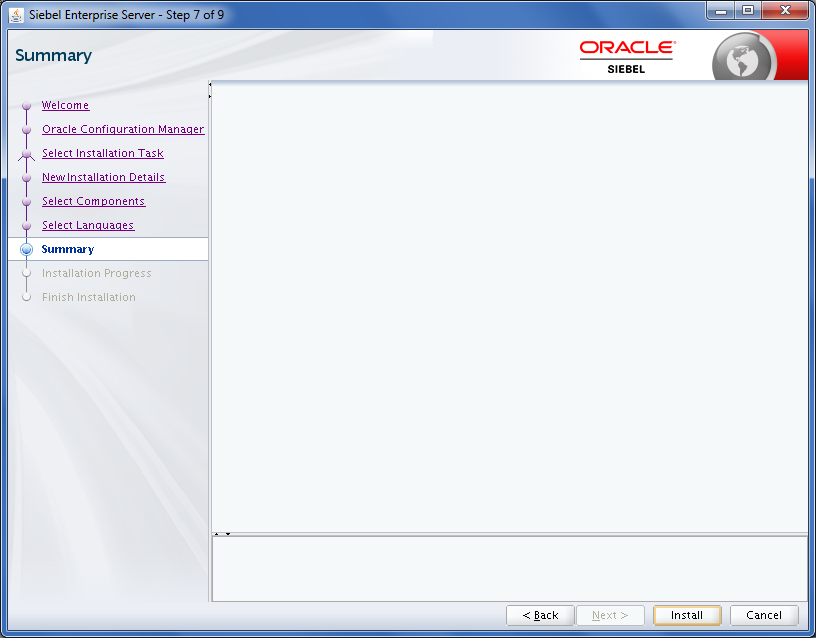 Siebel Enterprise Server - Step 7 of 9
Summary
ORACLE®
SIEBEL
Welcome
Oracle Configuration Manager
Select Installation Task
New Installation Details
Select Components
Select Languages
Summary
Installation Progress
Finish Installation
< Back Next > Install Cancel